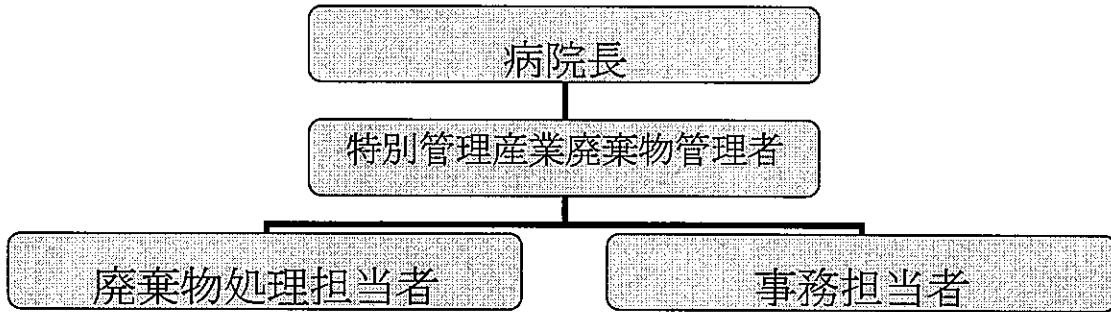 病院長
特別管理産業廃棄物管理者
廃棄物処理担当者
事務担当者